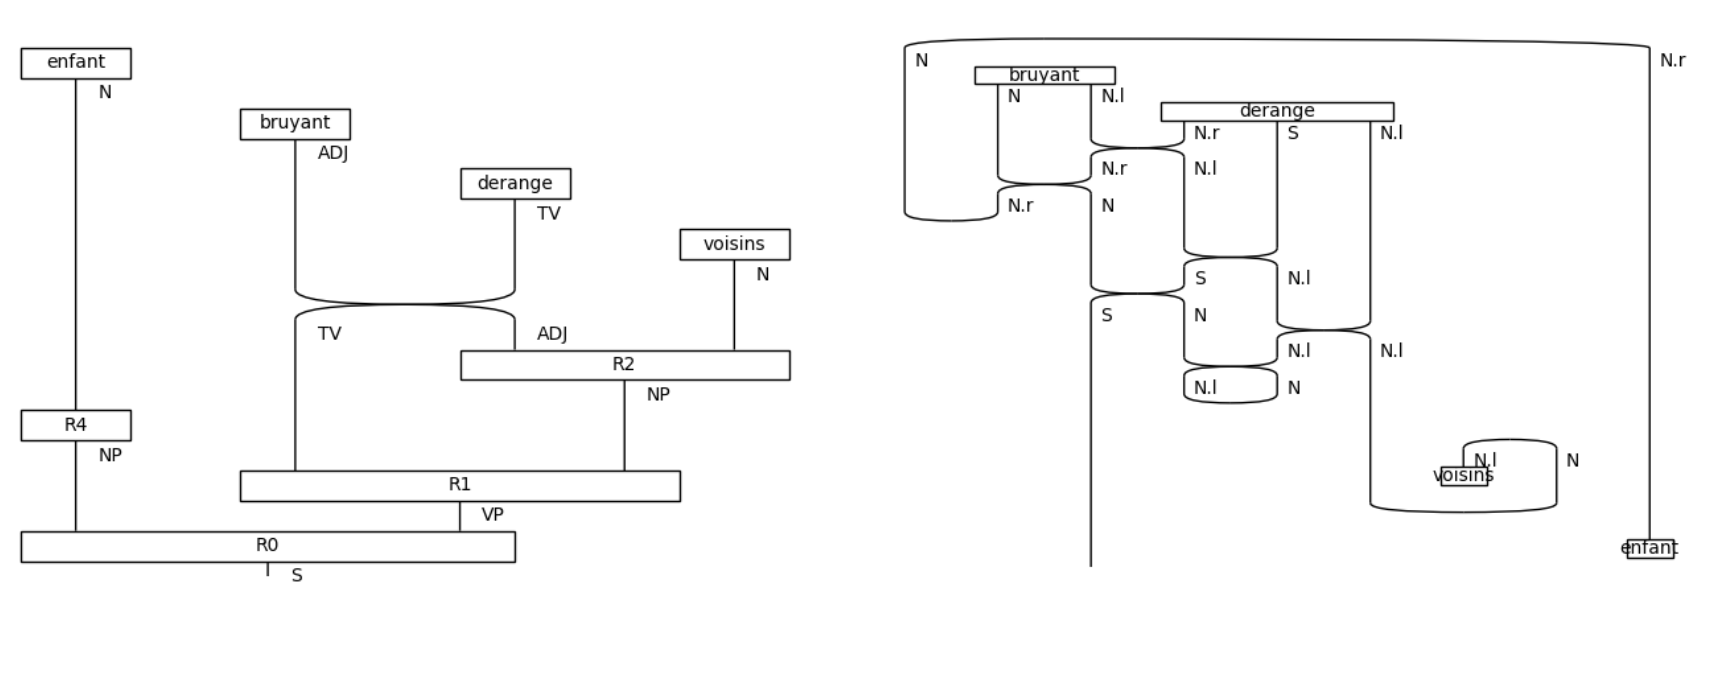 enfant
N
bruyant
ADJ
derange
TV
voisins
N
TV
ADJ
R2
NP
R4
NP
R1
VP
R0
S
N
N.r
bruyant
N
N.l
derange
N.r
S
N.l
N.r
N.l
N.r
N
S
N.l
S
N
N.l
N.l
N.l
N
N.l
N
voisins
enfant